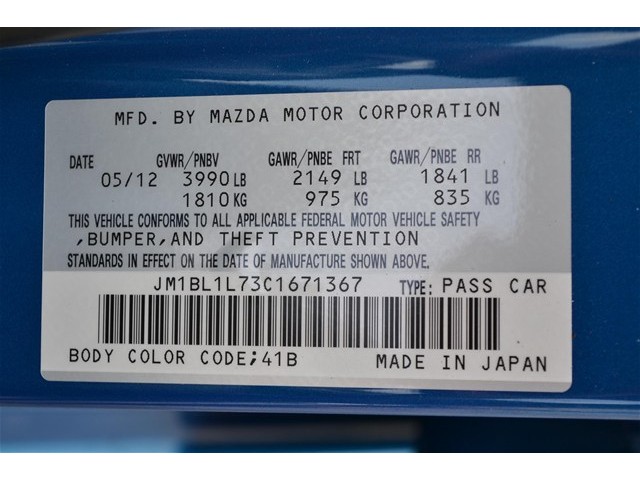 MFD. BY MAZDA MOTOR CORPORATION
DATE GVWR/PNBV GAWR/PNBE FRT GAWR/PNBE RR
05/12 3990 LB 2149 LB 1841 LB
1810 KG 975 KG 835 KG
THIS VEHICLE CONFORMS TO ALL APPLICABLE FEDERAL MOTOR VEHICLE SAFETY
,BUMPER,AND THEFT PREVENTION
STANDARDS IN EFFECT ON THE DATE OF MANUFACTURE SHOWN ABOVE.
JM1BL1L73C1671367 TYPE: PASS CAR
BODY COLOR CODE;41B MADE IN JAPAN